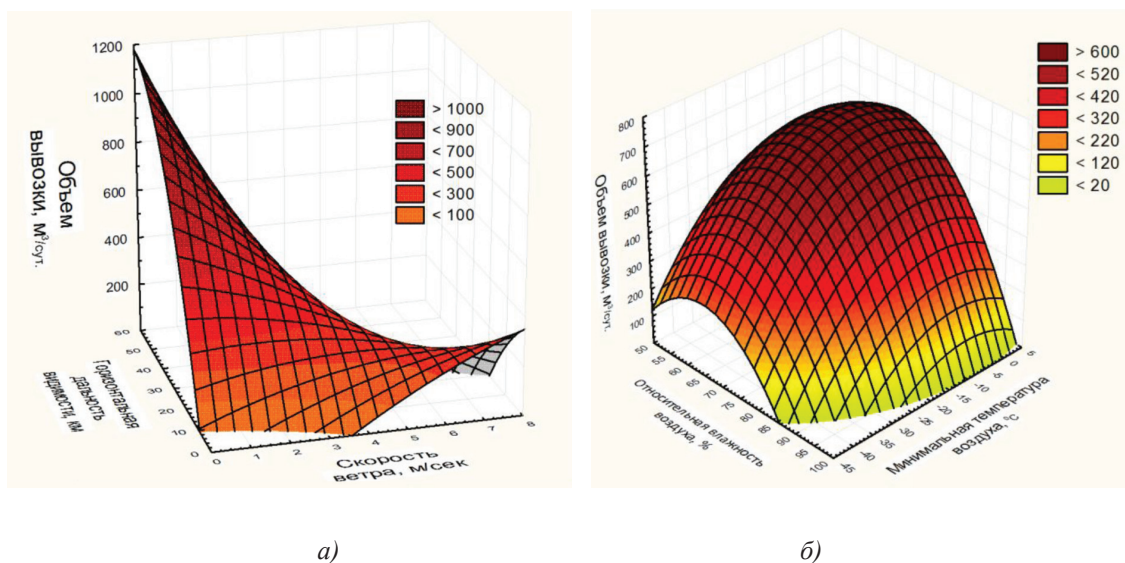 1200
1000
800
600
400
200
Объем
вывозки, м³/сут.
60
50
40
30
20
10
0
Горизонтальная
дальность
видимости, км
0 1 2 3 4 5 6 7 8
Скорость
ветра, м/сек
> 1000
< 900
< 700
< 500
< 300
< 100
а)
800
700
600
500
400
300
200
100
Объем вывозки, м³/сут.
50 55 60 65 70 75 80 85 90 95 100
Относительная влажность
воздуха, %
-45 -40 -35 -30 -25 -20 -15 -10 -5 0 5
Минимальная температура
воздуха, °С
> 600
< 520
< 420
< 320
< 220
< 120
< 20
б)